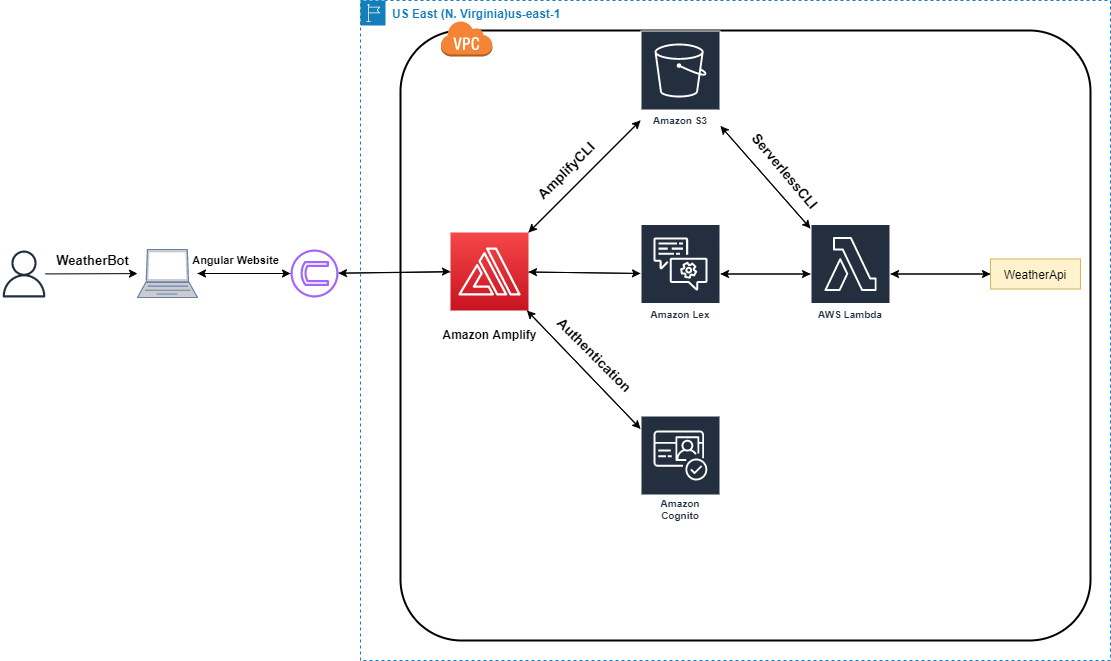 US East (N. Virginia)us-east-1
VPC
Amazon S3
AmplifyCLI
ServerlessCLI
WeatherBot
Angular Website
Amazon Amplify
Amazon Lex
AWS Lambda
WeatherApi
Authentication
Amazon
Cognito